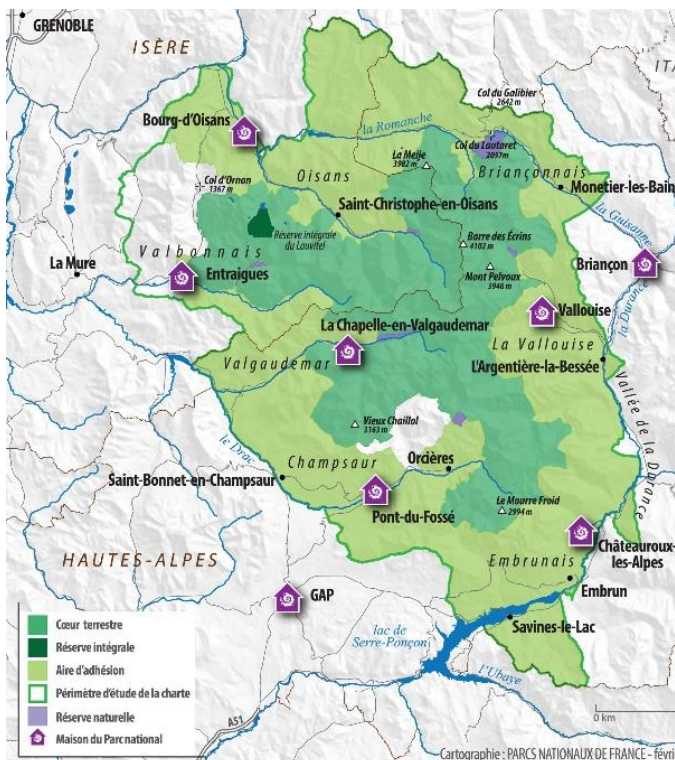 GRENOBLE
ISÈRE
ITA
Col du Galibier
2642 m
Bourg-d'Oisans
la Romanche
Col du Lautaret
2057m
La Meije
3982 m
Briançonnais
Oisans
Col d'Ornon
1367 m
Monetier-les-Bain
Saint-Christophe-en-Oisans
la Guisanne
Réserve intégrale
du Lauvitel
Barre des Écrins
4102 m
Valbonnais
La Mure
Entraigues
Mont Pelvoux
3946 m
Briançon
la Durance
Vallouise
La Chapelle-en-Valgaudemar
La Vallouise
Valgaudemar
L'Argentière-la-Bessée
Vallée de la Durance
Vieux Chaillol
3163 m
le Drac
Champsaur
Orcières
Saint-Bonnet-en-Champsaur
Pont-du-Fossé
Le Mourre Froid
2994 m
HAUTES-ALPES
Châteauroux-
les-Alpes
Embrunais
Embrun
GAP
Savines-le-Lac
lac de
Serre-Ponçon
l'Ubaye
A51
Cœur terrestre
Réserve intégrale
Aire d'adhésion
Périmètre d'étude de la charte
Réserve naturelle
Maison du Parc national
0 km
Cartographie : PARCS NATIONAUX DE FRANCE - févri